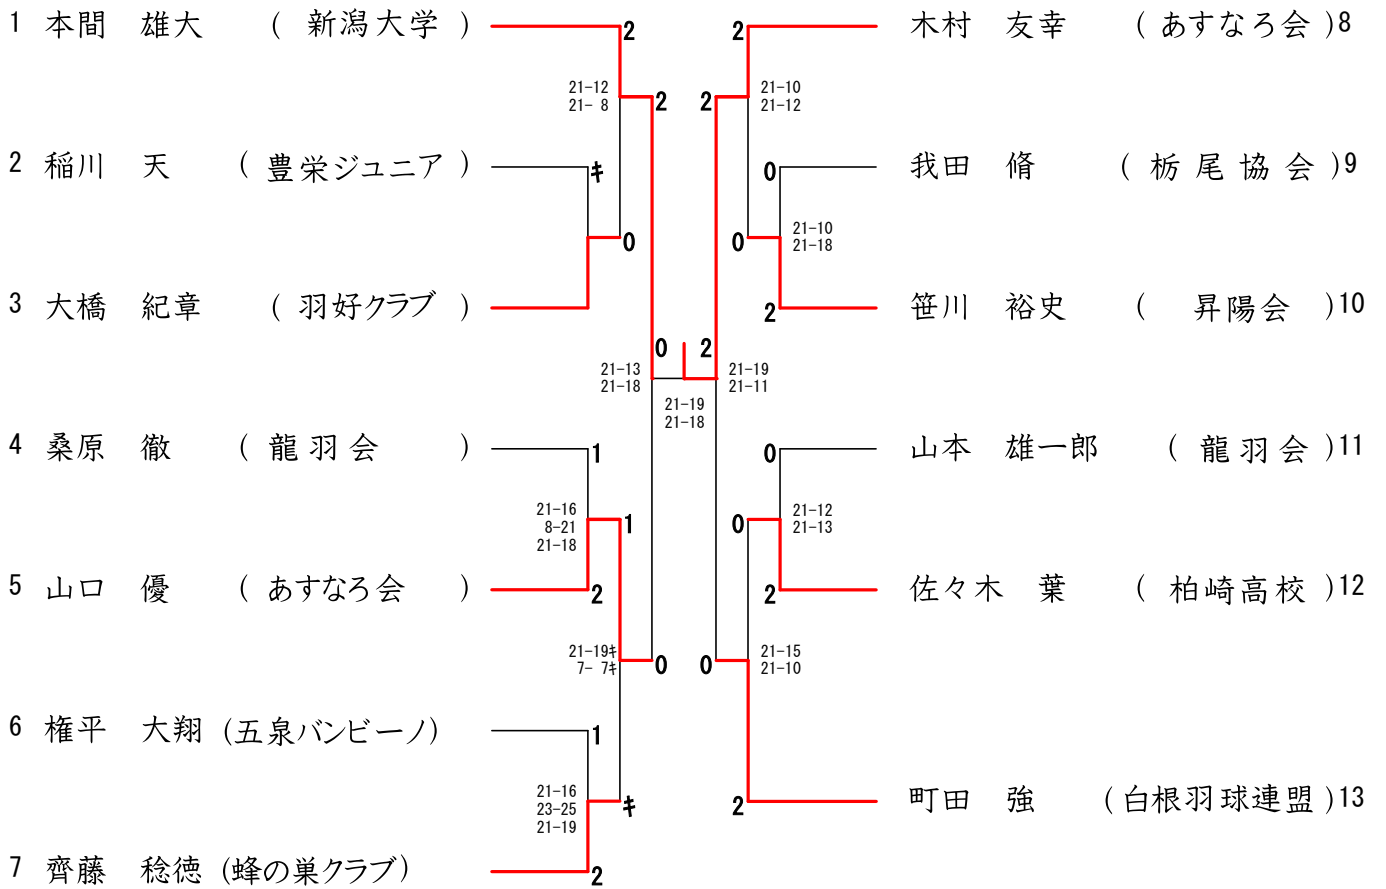 1 本間 雄大 ( 新潟大学 )
2
2
木村 友幸 ( あすなろ会 ) 8
21-12
21- 8
2
2
21-10
21-12
2 稲川 天 ( 豊栄ジュニア )
キ
0
我田 脩 ( 栃尾協会 ) 9
0
0
21-10
21-18
3 大橋 紀章 ( 羽好クラブ )
2
笹川 裕史 ( 昇陽会 ) 10
0
2
21-13
21-18
21-19
21-11
21-19
21-18
4 桑原 徹 ( 龍羽会 )
1
0
山本 雄一郎 ( 龍羽会 ) 11
21-16
8-21
21-18
1
0
21-12
21-13
5 山口 優 ( あすなろ会 )
2
2
佐々木 葉 ( 柏崎高校 ) 12
21-19キ
7- 7キ
0
0
21-15
21-10
6 権平 大翔 (五泉バンビーノ)
1
21-16
23-25
21-19
キ
2
町田 強 (白根羽球連盟) 13
7 齊藤 稔徳 (蜂の巣クラブ)
2